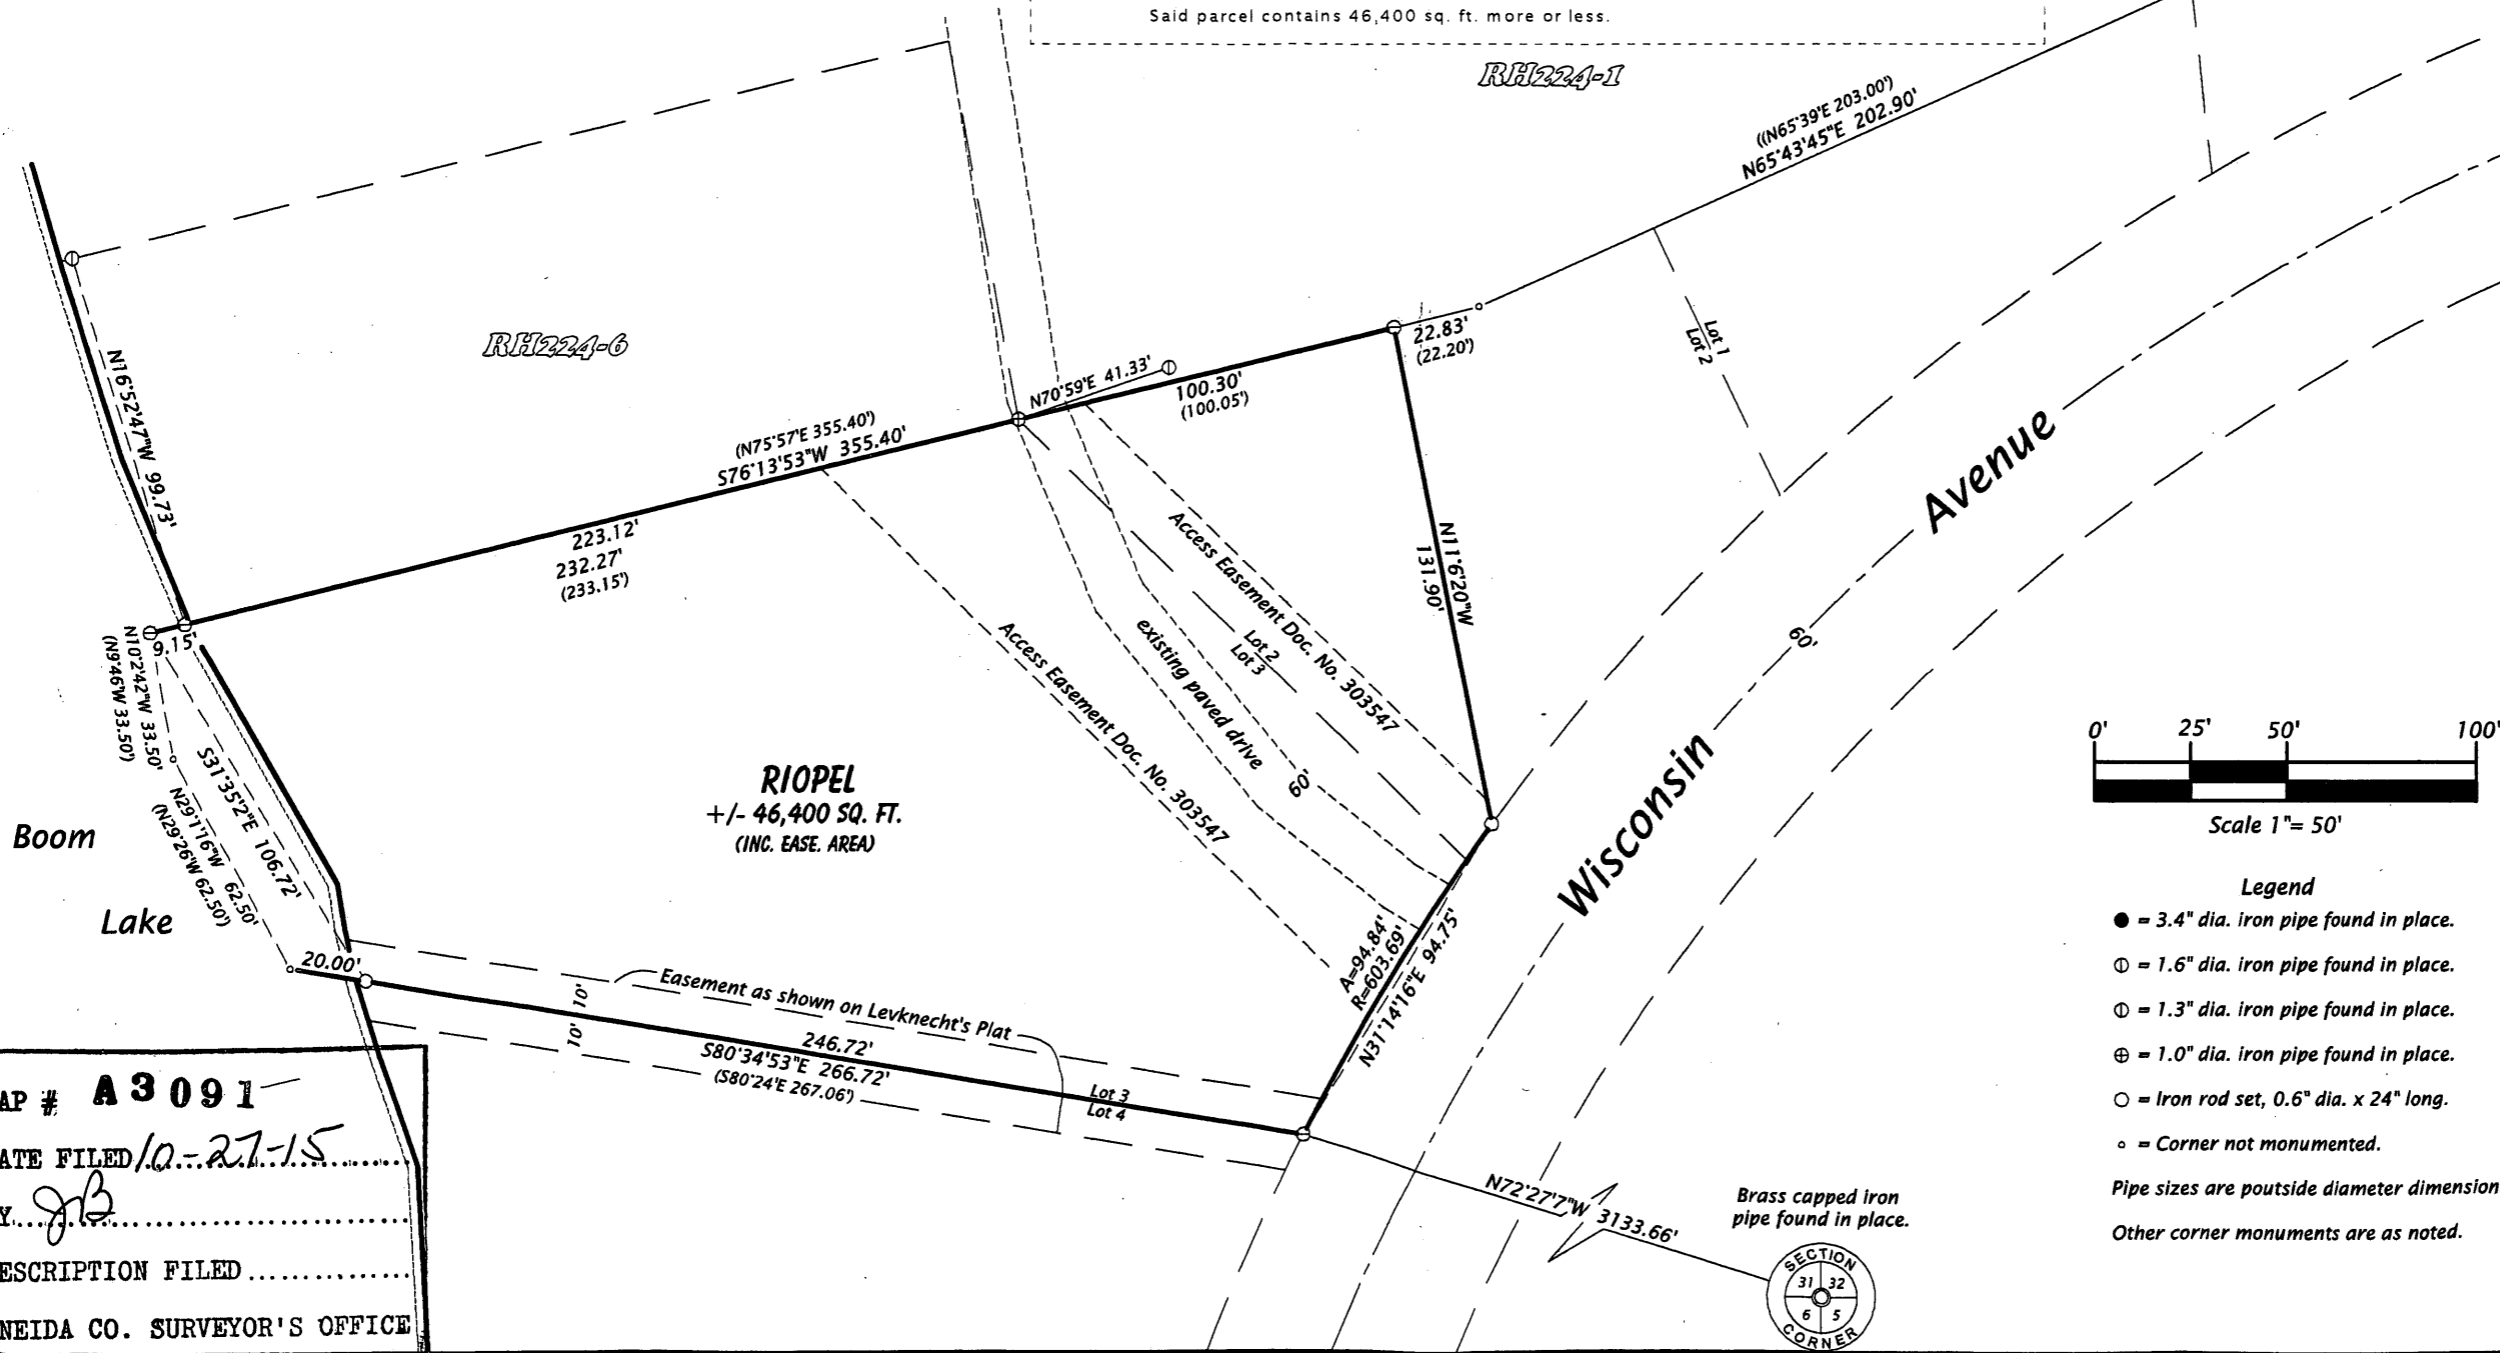 Said parcel contains 46,400 sq. ft. more or less.
RH224-1
((N65°39'E 203.00')
N65°43'45"E 202.90'
RH224-6
N16°52'47"W 99.73'
22.83'
(22.20')
Lot 1
Lot 2
N70°59'E 41.33'
100.30'
(100.05')
(N75°57'E 355.40')
S76°13'53"W 355.40'
223.12'
232.27'
(233.15')
9.15'
N10°2'42"W 33.50'
(N9°46'W 33.50')
S31°35'2"E 106.72'
N29°1'16"W 62.50'
(N29°26'W 62.50')
Access Easement Doc. No. 303547
N11°6'20"W
131.90'
Lot 2
Lot 3
existing paved drive
60'
Access Easement Doc. No. 303547
Wisconsin Avenue
60'
RIOPEL
+/- 46,400 SQ. FT.
(INC. EASE. AREA)
Boom
Lake
20.00'
10'
10'
Easement as shown on Levknecht's Plat
246.72'
S80°34'53"E 266.72'
(S80°24'E 267.06')
Lot 3
Lot 4
A=94.84'
R=603.69'
N31°14'16"E 94.75'
N72°27'7"W 3133.66'
Brass capped iron
pipe found in place.
SECTION
31 32
6 5
CORNER
0' 25' 50' 100'
Scale 1"= 50'
Legend
● = 3.4" dia. iron pipe found in place.
⦶ = 1.6" dia. iron pipe found in place.
⦶ = 1.3" dia. iron pipe found in place.
⊕ = 1.0" dia. iron pipe found in place.
○ = Iron rod set, 0.6" dia. x 24" long.
∘ = Corner not monumented.
Pipe sizes are poutside diameter dimension
Other corner monuments are as noted.
AP # A3091
ATE FILED 10-27-15
Y JB
ESCRIPTION FILED
NEIDA CO. SURVEYOR'S OFFICE